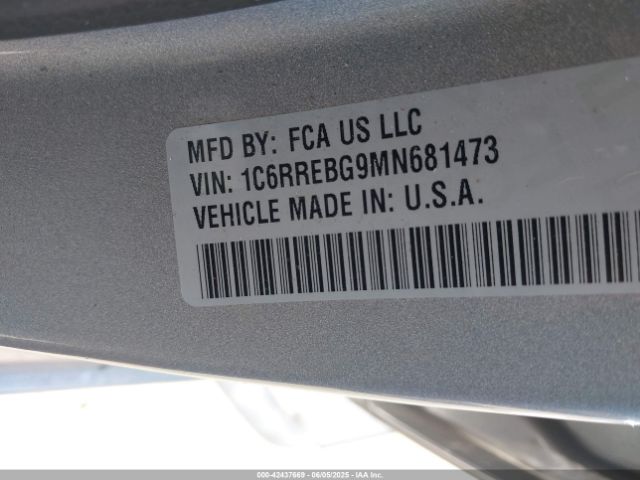 MFD BY: FCA US LLC
VIN: 1C6RREBG9MN681473
VEHICLE MADE IN: U.S.A.
000-42437669 - 06/05/2025 - IAA Inc.